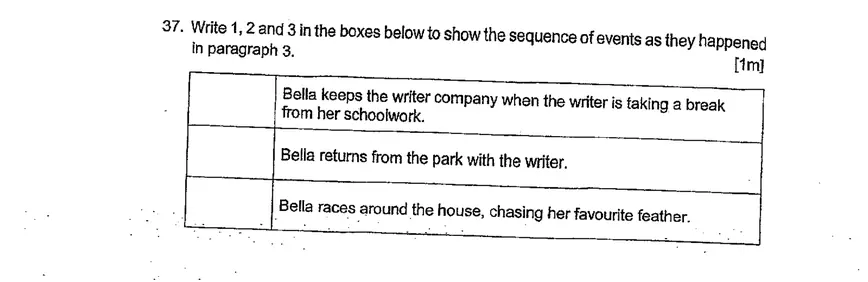 37. Write 1, 2 and 3 in the boxes below to show the sequence of events as they happened
in paragraph 3.
[1m]
Bella keeps the writer company when the writer is taking a break
from her schoolwork.
Bella returns from the park with the writer.
Bella races around the house, chasing her favourite feather.